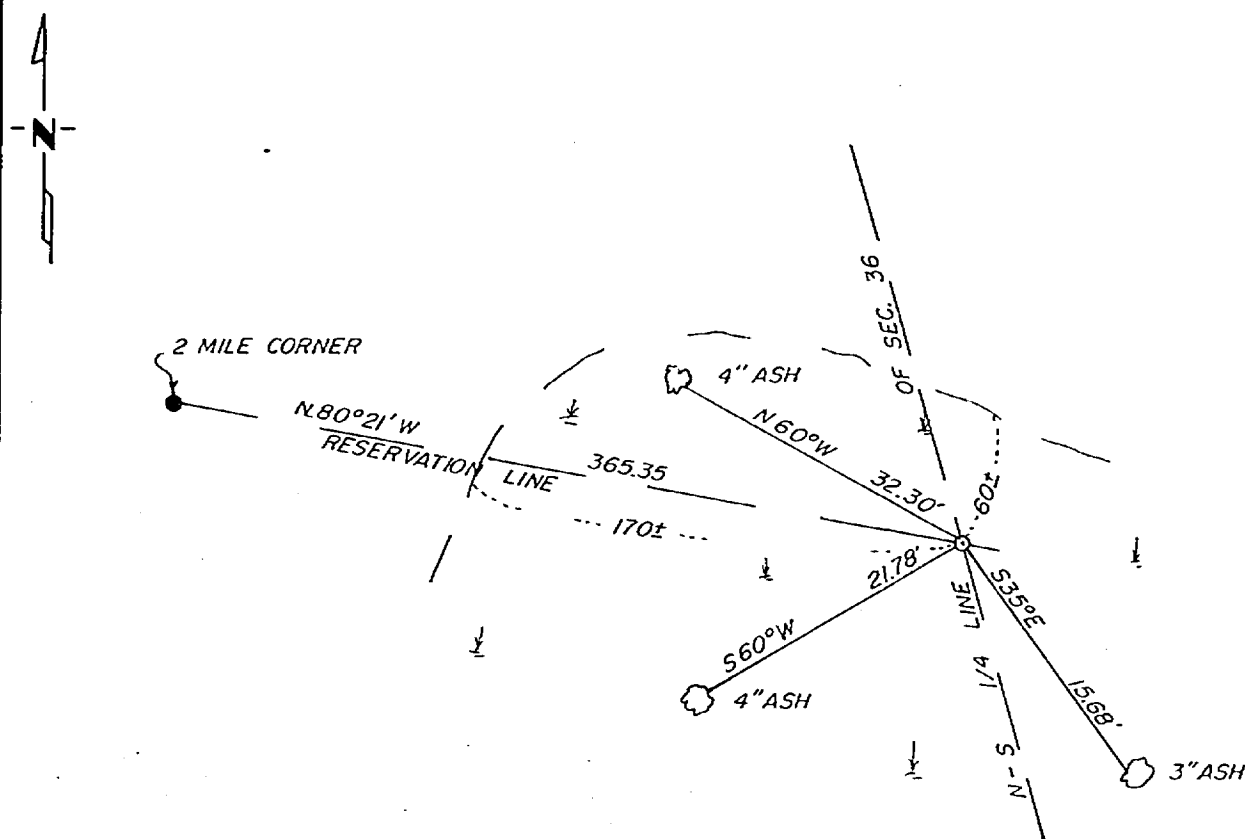 N
OF SEC. 36
2 MILE CORNER
4" ASH
N.80°21'W
RESERVATION LINE
365.35
N60°W
32.30'
60±
170±
21.78'
S60°W
4" ASH
N-S 1/4 LINE
S35°E
15.68'
3" ASH